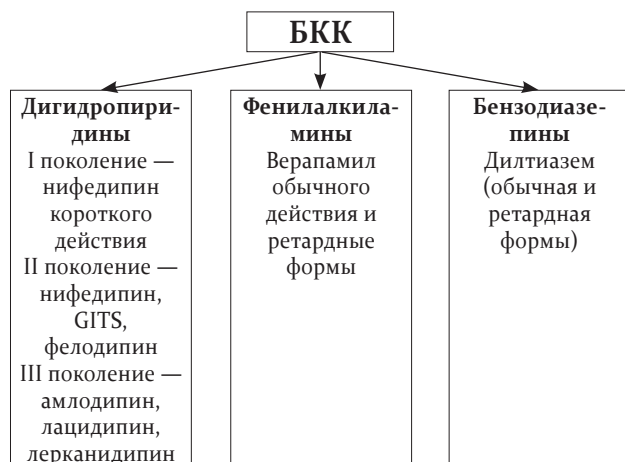 БКК
Дигидропири-
дины
I поколение —
нифедипин
короткого
действия
II поколение —
нифедипин,
GITS,
фелодипин
III поколение —
амлодипин,
лацидипин,
лерканидипин
Фенилалкила-
мины
Верапамил
обычного
действия и
ретардные
формы
Бензодиазе-
пины
Дилтиазем
(обычная и
ретардная
формы)